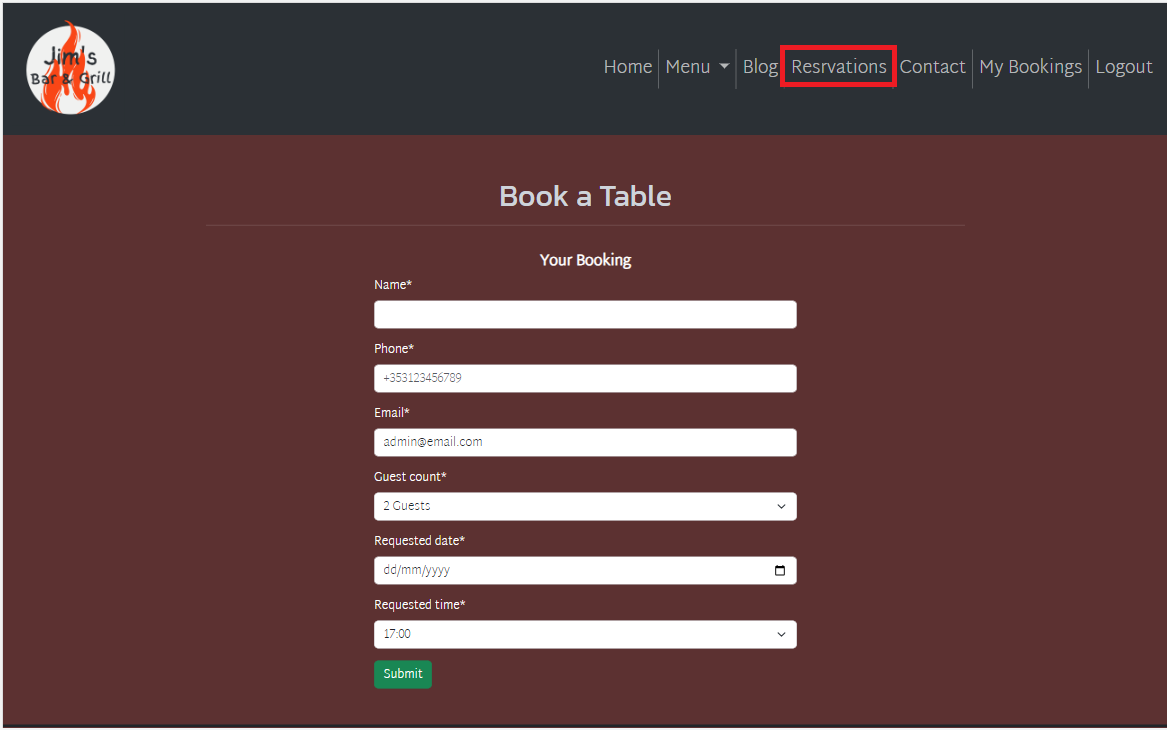 Jim's
Bar & Grill
Home Menu Blog Resrvations Contact My Bookings Logout
Book a Table
Your Booking
Name*
Phone*
+353123456789
Email*
admin@email.com
Guest count*
2 Guests
Requested date*
dd/mm/yyyy
Requested time*
17:00
Submit